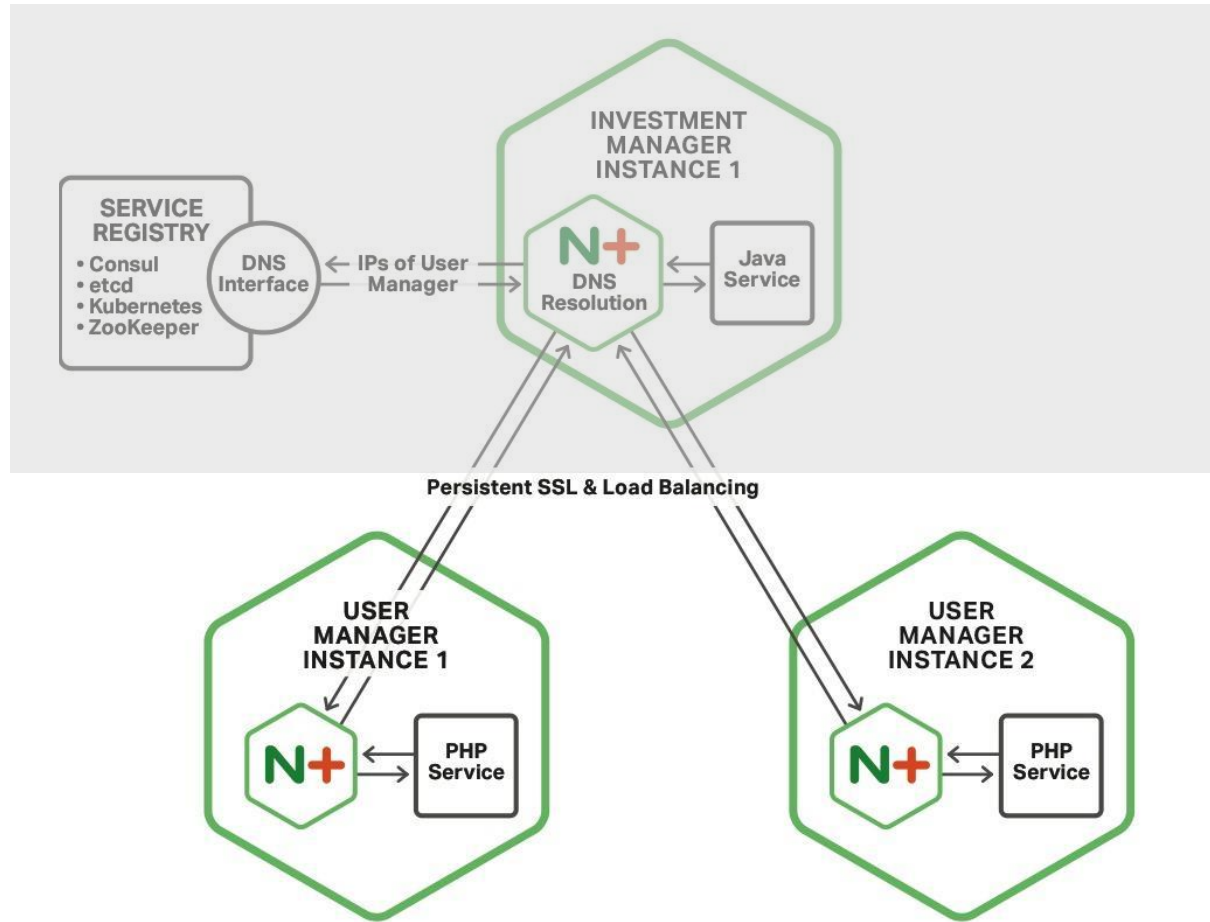 INVESTMENT
MANAGER
INSTANCE 1
SERVICE
REGISTRY
• Consul
• etcd
• Kubernetes
• ZooKeeper
DNS
Interface
IPs of User
Manager
N+
DNS
Resolution
Java
Service
Persistent SSL & Load Balancing
USER
MANAGER
INSTANCE 1
N+
PHP
Service
USER
MANAGER
INSTANCE 2
N+
PHP
Service